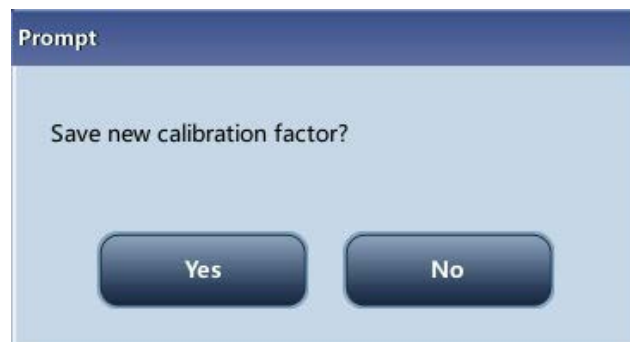 Prompt
Save new calibration factor?
Yes
No